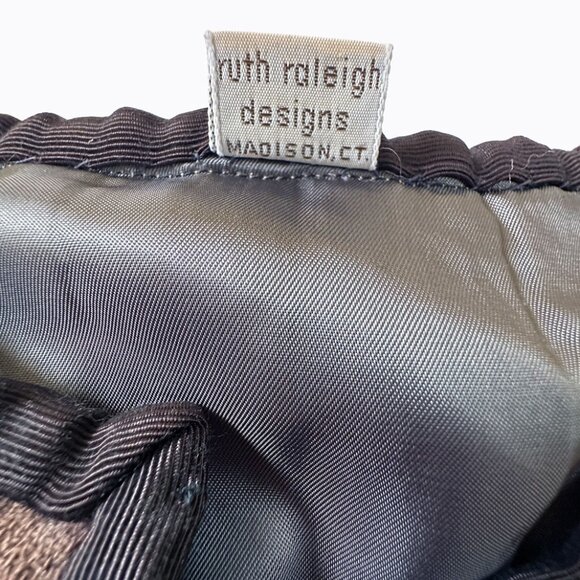 ruth raleigh
designs
MADISON, CT.